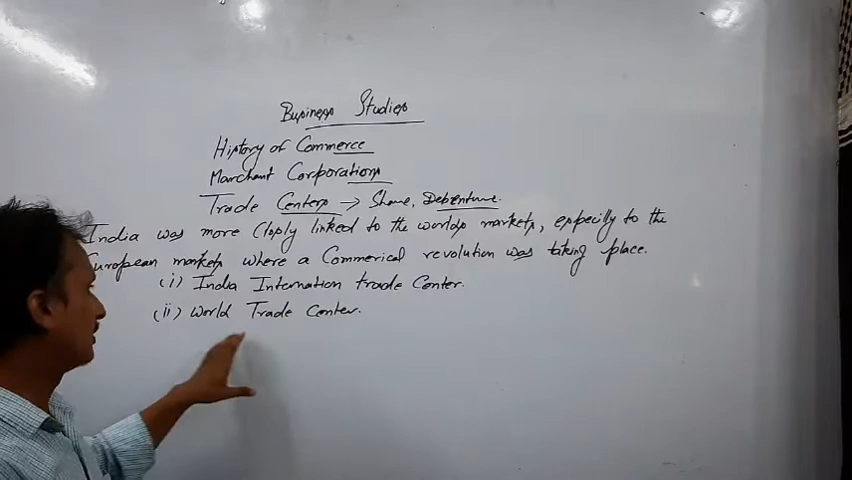 Business Studies
History of Commerce
Marchant Corporations
Trade Centers → Share, Debenture.
India was more Closly linked to the worlds markets, especilly to the
European markets where a Commerical revolution was taking place.
(i) India Internation trade Center.
(ii) World Trade Center.